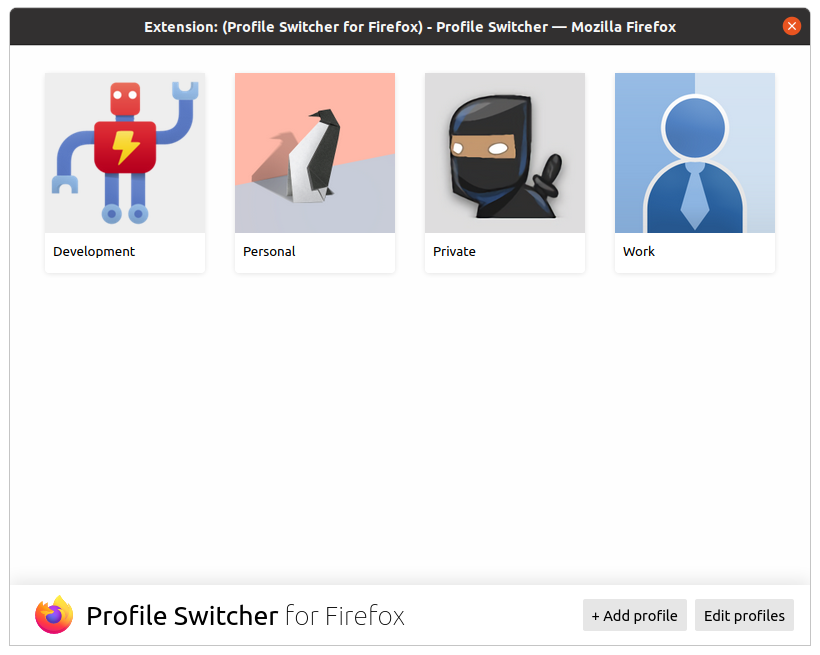 Extension: (Profile Switcher for Firefox) - Profile Switcher — Mozilla Firefox
Development
Personal
Private
Work
Profile Switcher for Firefox
+ Add profile
Edit profiles